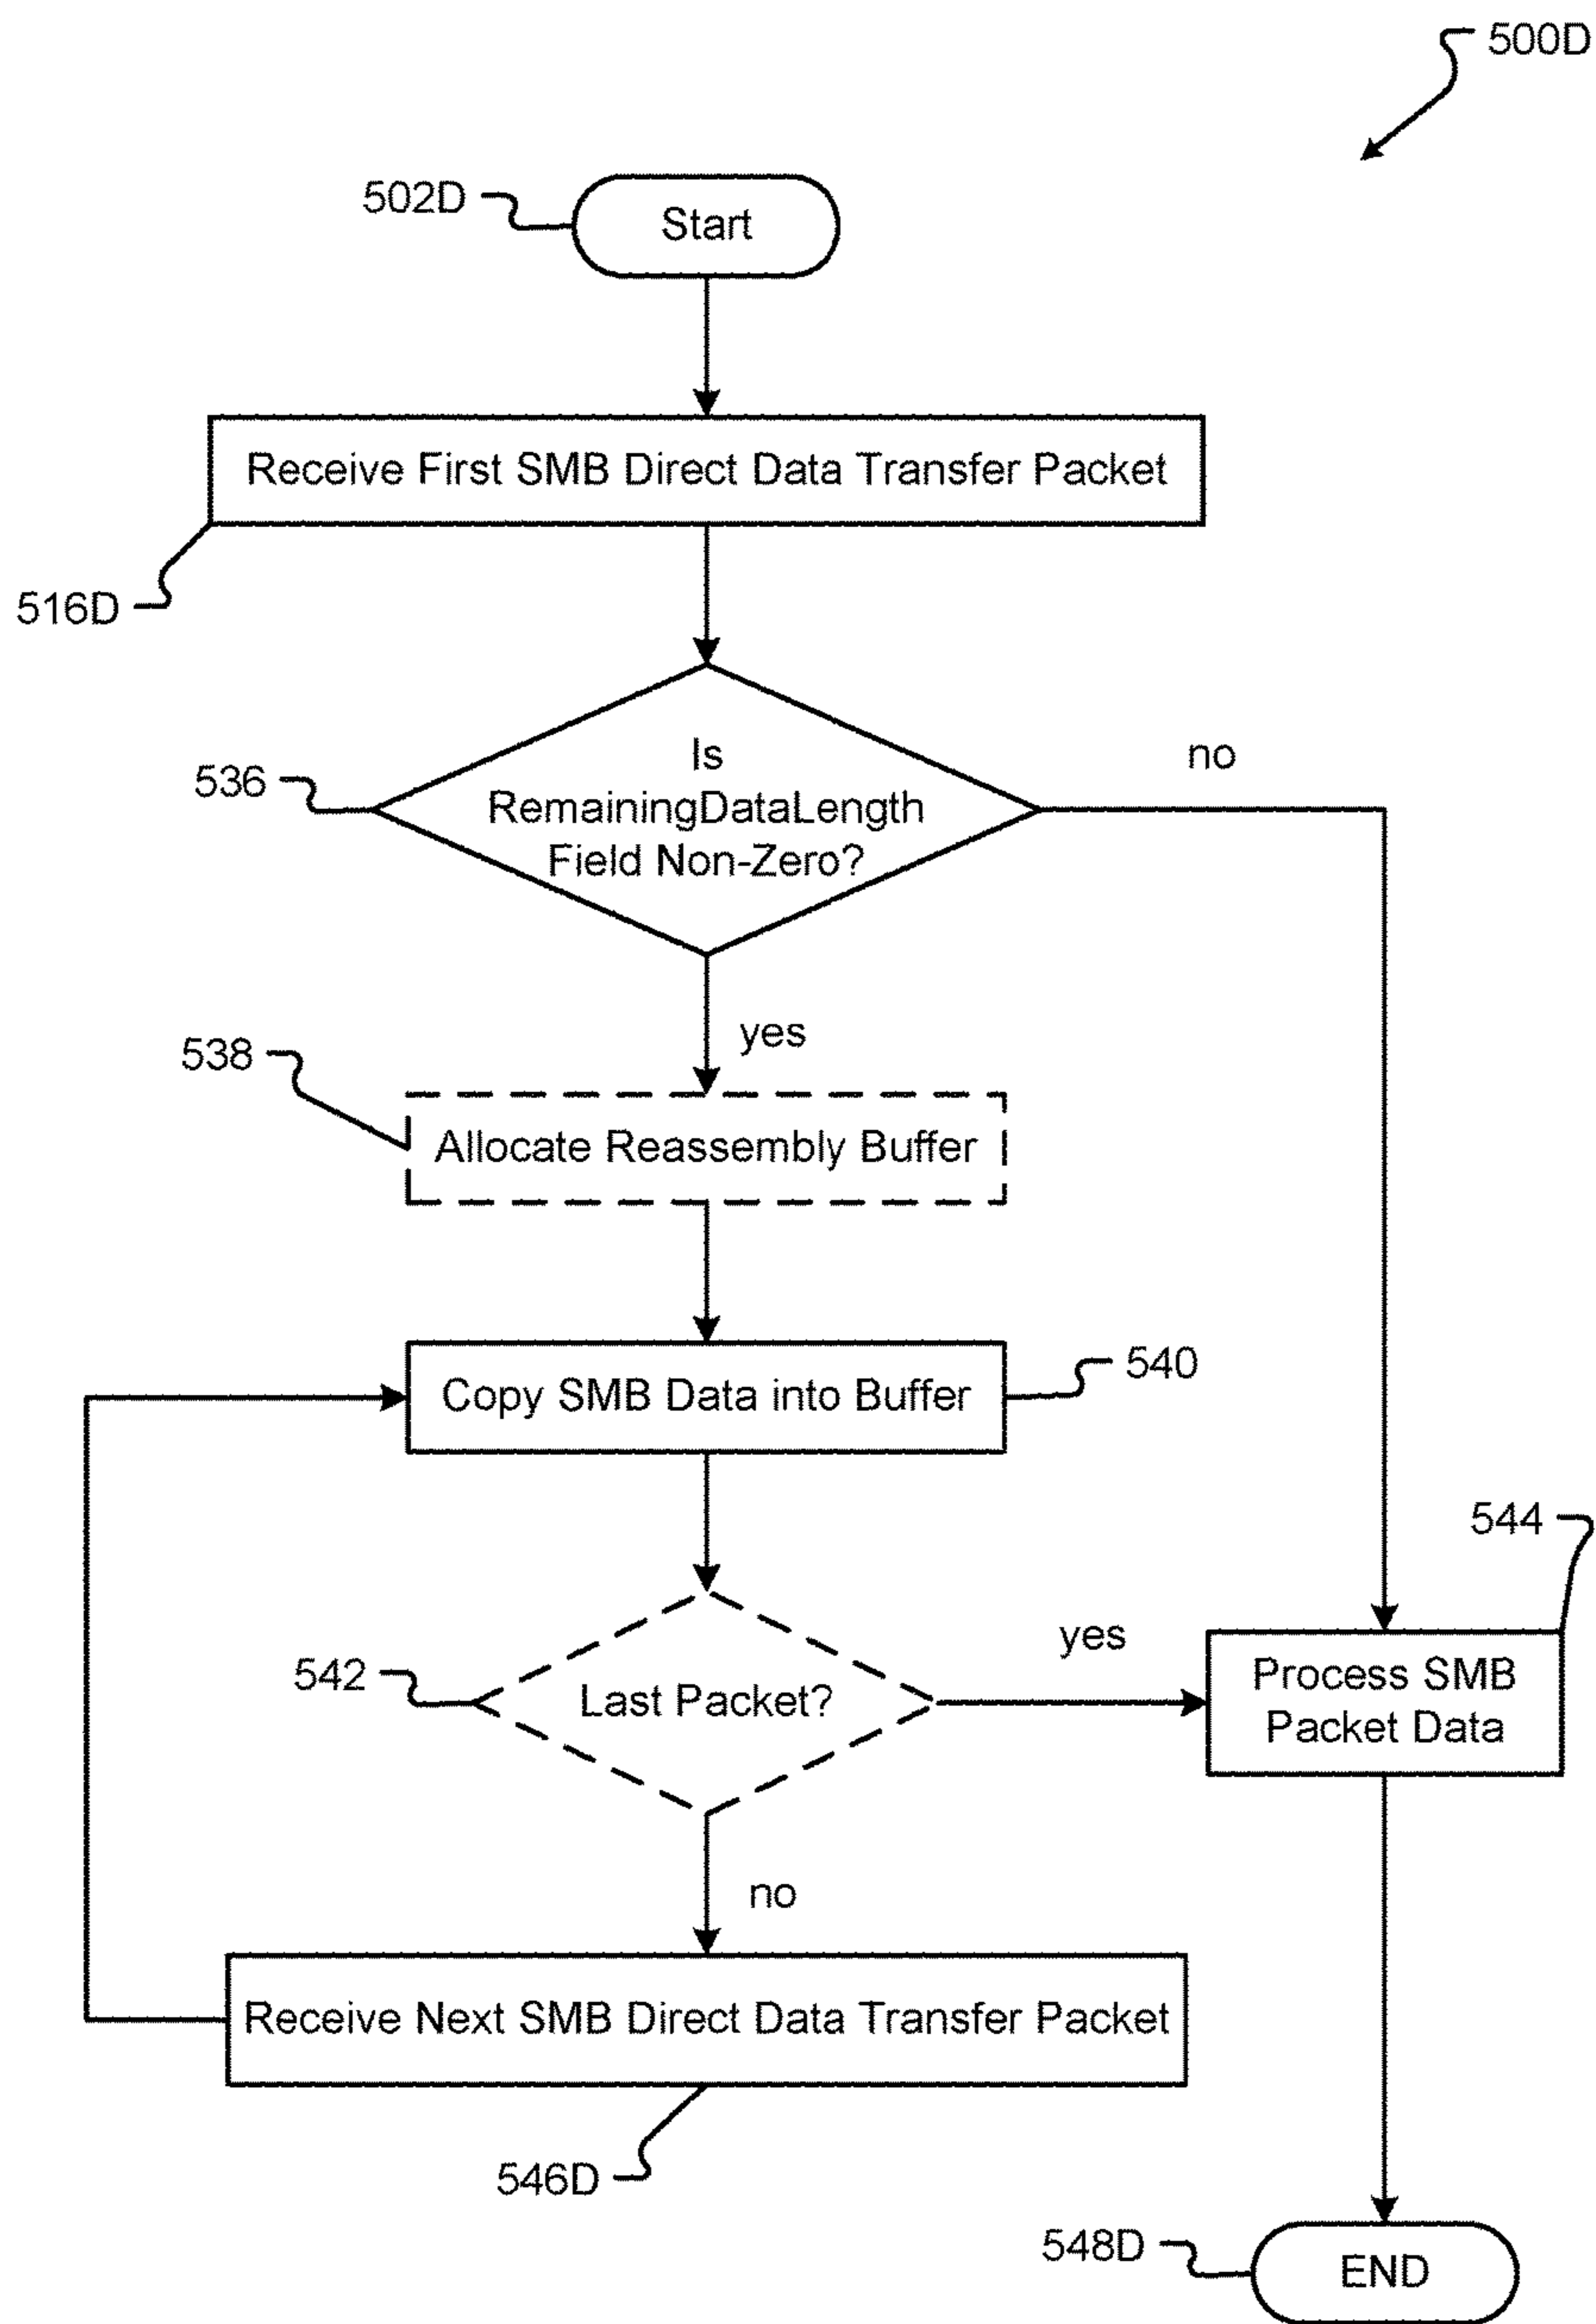 500D
502D
Start
Receive First SMB Direct Data Transfer Packet
516D
Is
RemainingDataLength
Field Non-Zero?
536
no
yes
538
Allocate Reassembly Buffer
Copy SMB Data into Buffer
540
544
542
Last Packet?
yes
Process SMB
Packet Data
no
Receive Next SMB Direct Data Transfer Packet
546D
548D
END